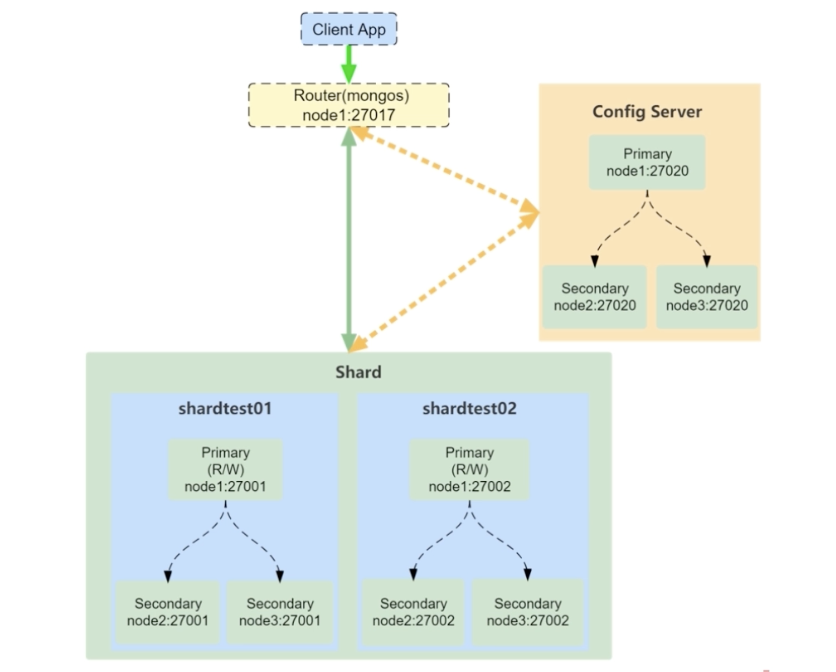 Client App
Router(mongos)
node1:27017
Config Server
Primary
node1:27020
Secondary
node2:27020
Secondary
node3:27020
Shard
shardtest01
Primary
(R/W)
node1:27001
Secondary
node2:27001
Secondary
node3:27001
shardtest02
Primary
(R/W)
node1:27002
Secondary
node2:27002
Secondary
node3:27002